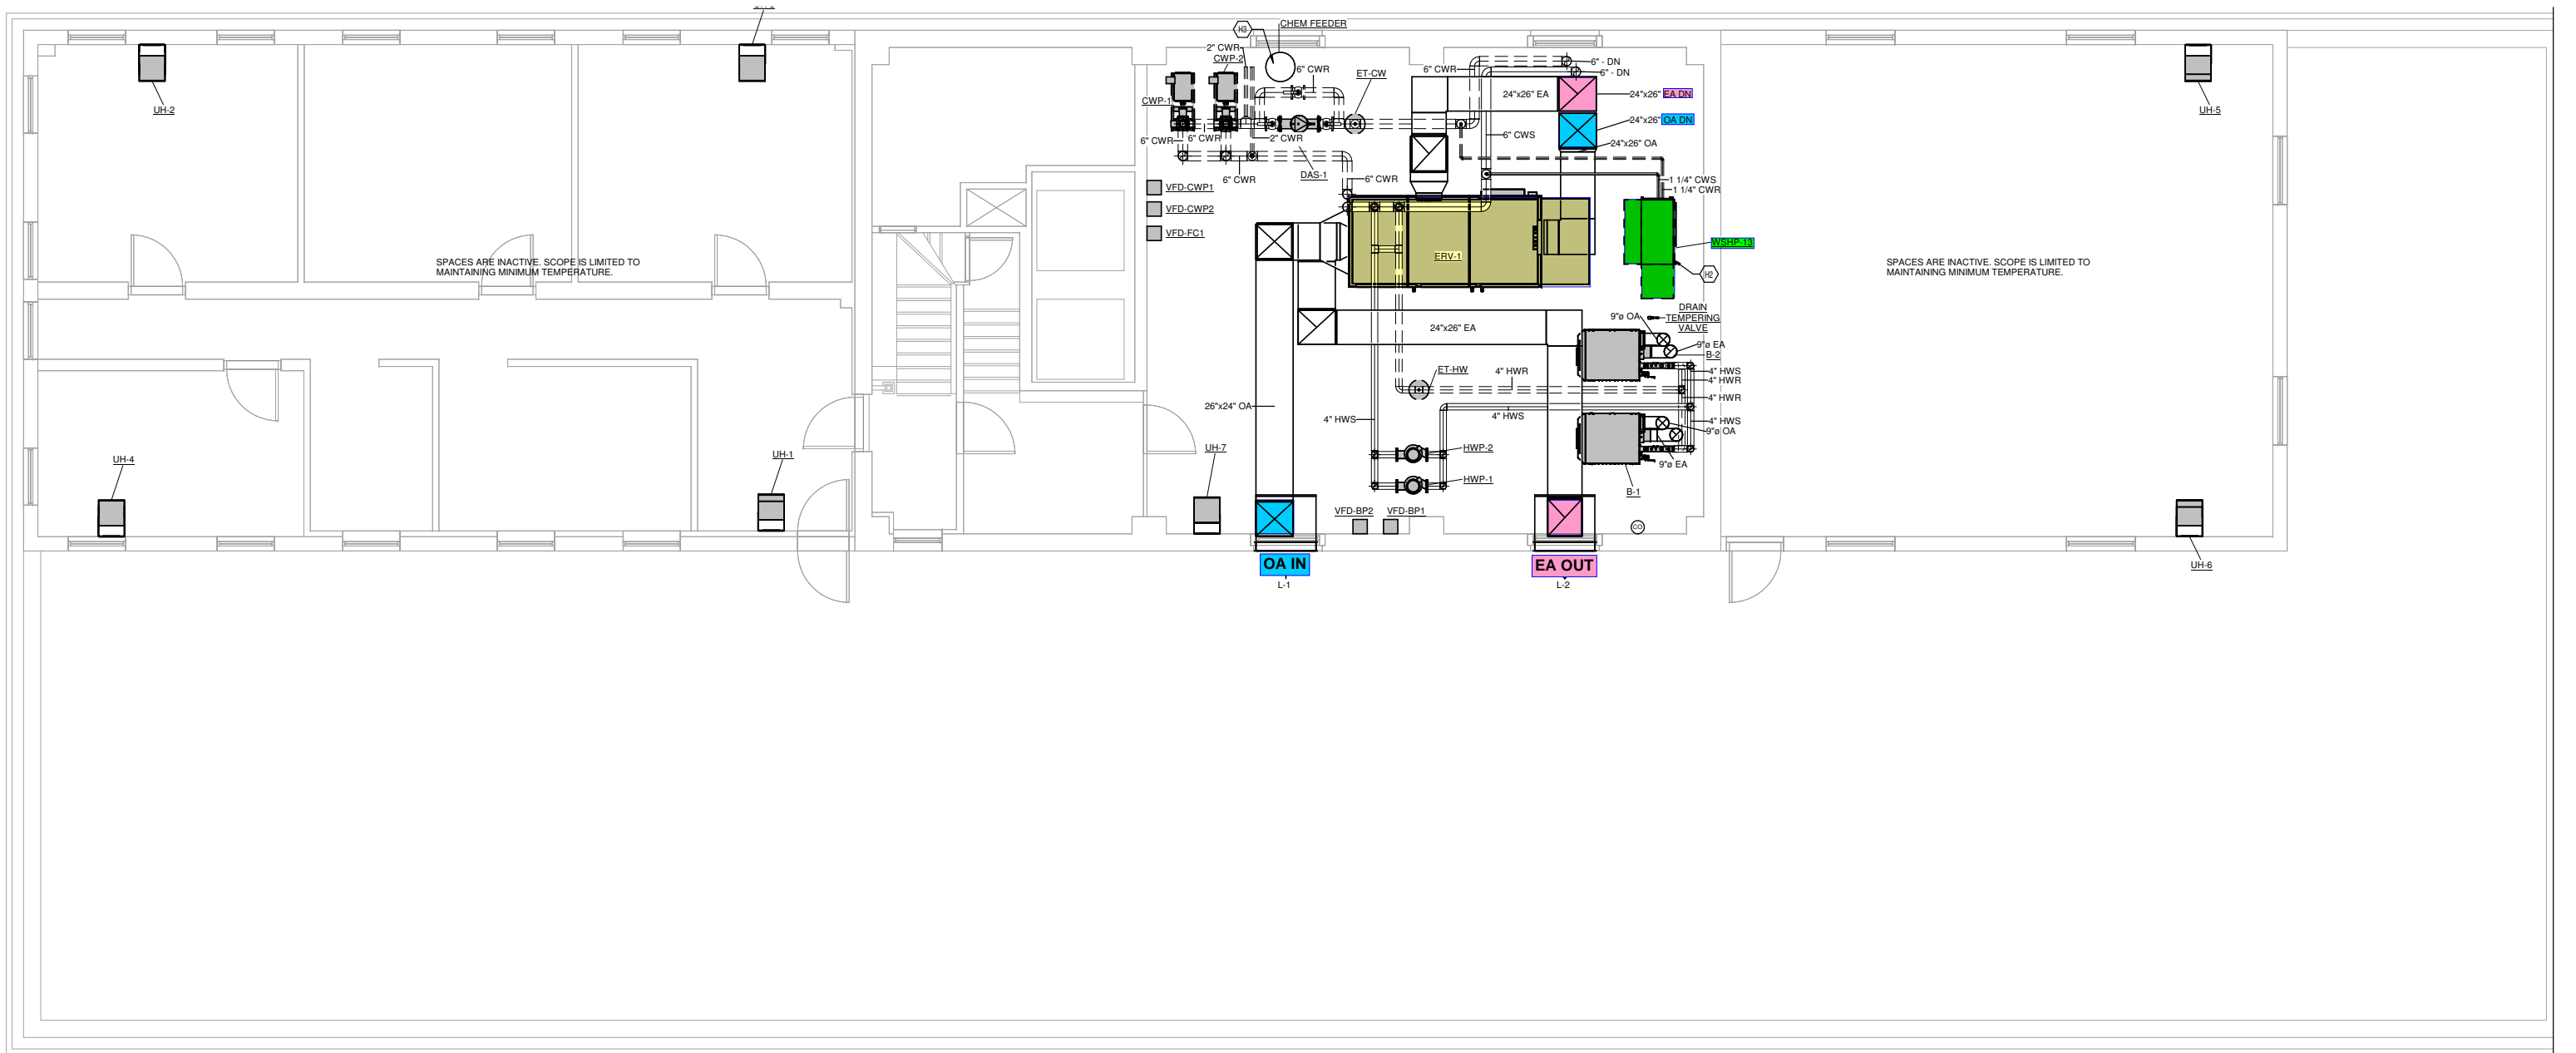 CHEM FEEDER
H3
2" CWR
CWP-2
6" CWR
ET-CW
6" CWR
6" - DN
6" - DN
UH-2
CWP-1
24"x26" EA
24"x26" EA DN
UH-5
24"x26" OA DN
6" CWR
6" CWR
2" CWR
6" CWS
24"x26" OA
DAS-1
6" CWR
6" CWR
1 1/4" CWS
1 1/4" CWR
VFD-CWP1
VFD-CWP2
VFD-FC1
WSHP-13
ERV-1
H2
SPACES ARE INACTIVE. SCOPE IS LIMITED TO
MAINTAINING MINIMUM TEMPERATURE.
SPACES ARE INACTIVE. SCOPE IS LIMITED TO
MAINTAINING MINIMUM TEMPERATURE.
DRAIN
TEMPERING
VALVE
9"ø OA
24"x26" EA
9"ø EA
B-2
ET-HW
4" HWR
4" HWS
4" HWR
4" HWR
26"x24" OA
4" HWS
4" HWS
4" HWS
9"ø OA
UH-4
UH-1
UH-7
HWP-2
9"ø EA
HWP-1
B-1
VFD-BP2
VFD-BP1
CO
OA IN
EA OUT
UH-6
L-1
L-2